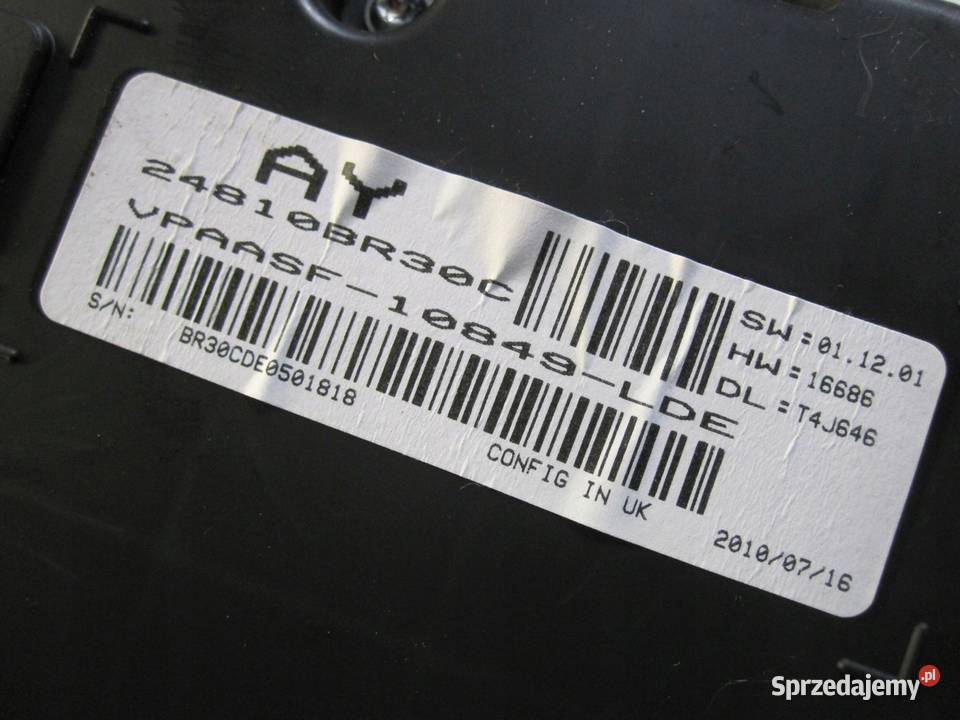 AY
24810BR30C
VPAASF-10849-LDE
SW:01.12.01
HW:16686
DL:T4J646
S/N: BR30CDE0501818
CONFIG IN UK
2010/07/16
Sprzedajemy.pl